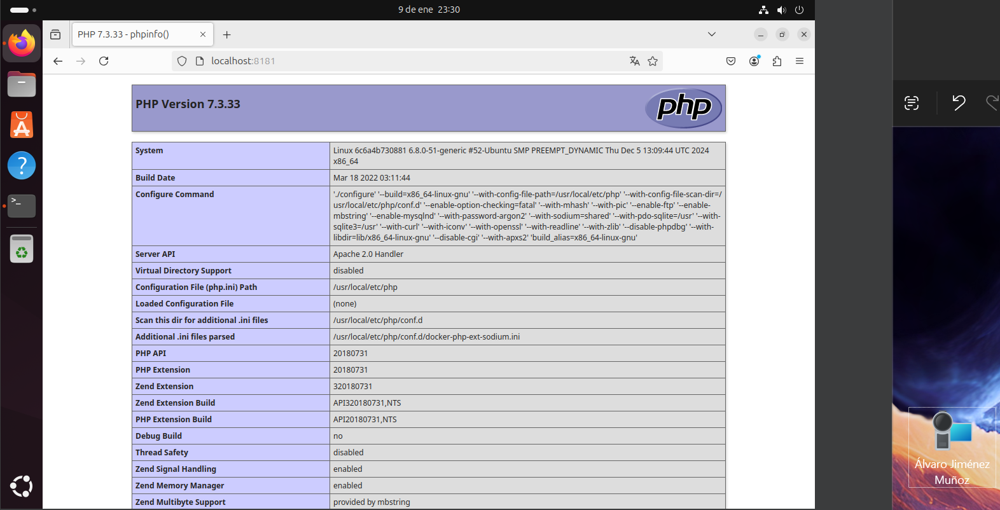 9 de ene 23:30
PHP 7.3.33 - phpinfo()
localhost:8181
PHP Version 7.3.33
php
System Linux 6c6a4b730881 6.8.0-51-generic #52-Ubuntu SMP PREEMPT_DYNAMIC Thu Dec 5 13:09:44 UTC 2024
x86_64
Build Date Mar 18 2022 03:11:44
Configure Command './configure' '--build=x86_64-linux-gnu' '--with-config-file-path=/usr/local/etc/php' '--with-config-file-scan-dir=/
usr/local/etc/php/conf.d' '--enable-option-checking=fatal' '--with-mhash' '--with-pic' '--enable-ftp' '--enable-
mbstring' '--enable-mysqlnd' '--with-password-argon2' '--with-sodium=shared' '--with-pdo-sqlite=/usr' '--with-
sqlite3=/usr' '--with-curl' '--with-iconv' '--with-openssl' '--with-readline' '--with-zlib' '--disable-phpdbg' '--with-
libdir=lib/x86_64-linux-gnu' '--disable-cgi' '--with-apxs2' 'build_alias=x86_64-linux-gnu'
Server API Apache 2.0 Handler
Virtual Directory Support disabled
Configuration File (php.ini) Path /usr/local/etc/php
Loaded Configuration File (none)
Scan this dir for additional .ini files /usr/local/etc/php/conf.d
Additional .ini files parsed /usr/local/etc/php/conf.d/docker-php-ext-sodium.ini
PHP API 20180731
PHP Extension 20180731
Zend Extension 320180731
Zend Extension Build API320180731,NTS
PHP Extension Build API20180731,NTS
Debug Build no
Thread Safety disabled
Zend Signal Handling enabled
Zend Memory Manager enabled
Zend Multibyte Support provided by mbstring
Álvaro Jiménez
Muñoz